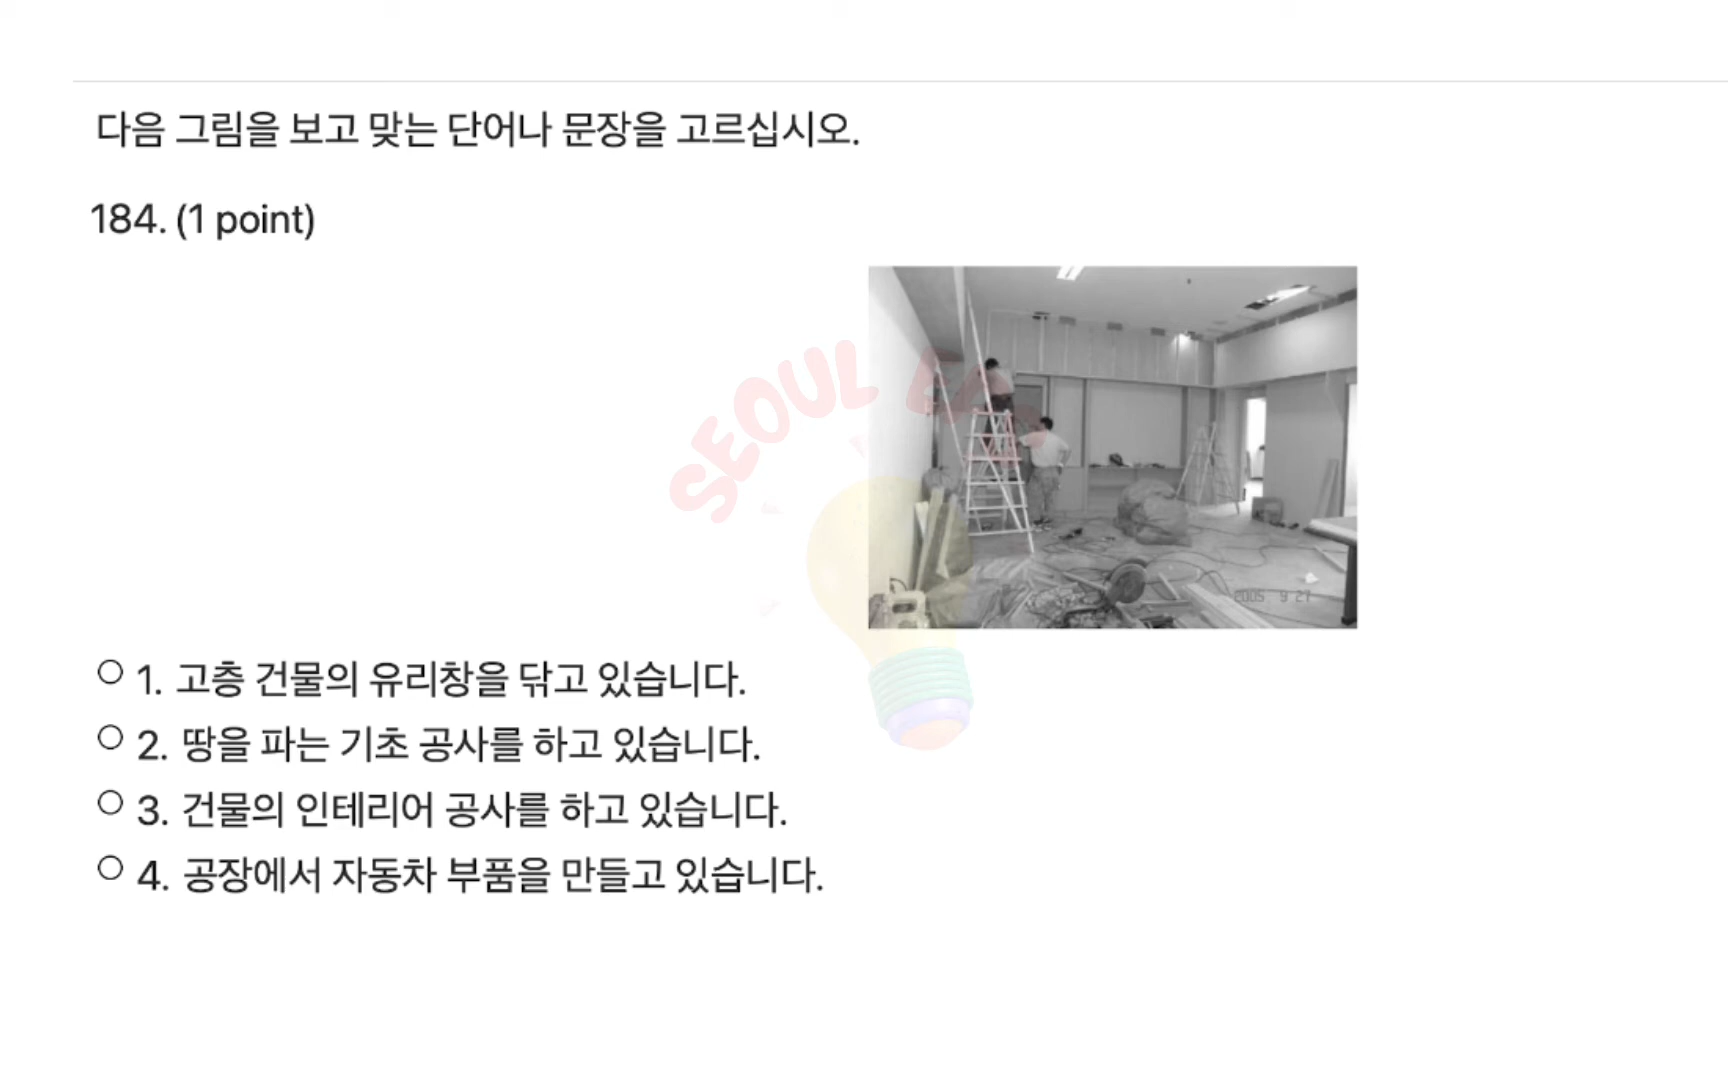 다음 그림을 보고 맞는 단어나 문장을 고르십시오.
184. (1 point)
SEOUL
2005 9 27
1. 고층 건물의 유리창을 닦고 있습니다.
2. 땅을 파는 기초 공사를 하고 있습니다.
3. 건물의 인테리어 공사를 하고 있습니다.
4. 공장에서 자동차 부품을 만들고 있습니다.